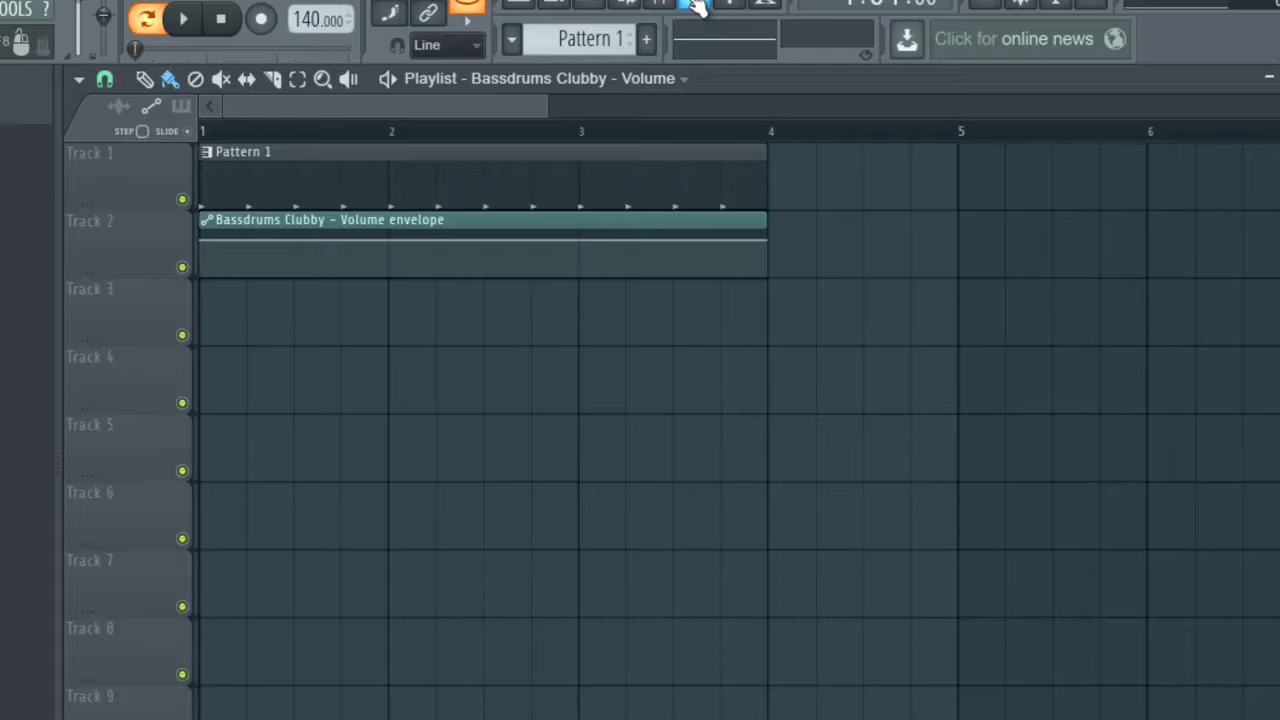 OOLS ?
F8
140.000
Line
Pattern 1
+
Click for online news
Playlist - Bassdrums Clubby - Volume
STEP SLIDE
1 2 3 4 5 6
Track 1
Pattern 1
Track 2
Bassdrums Clubby - Volume envelope
Track 3
Track 4
Track 5
Track 6
Track 7
Track 8
Track 9